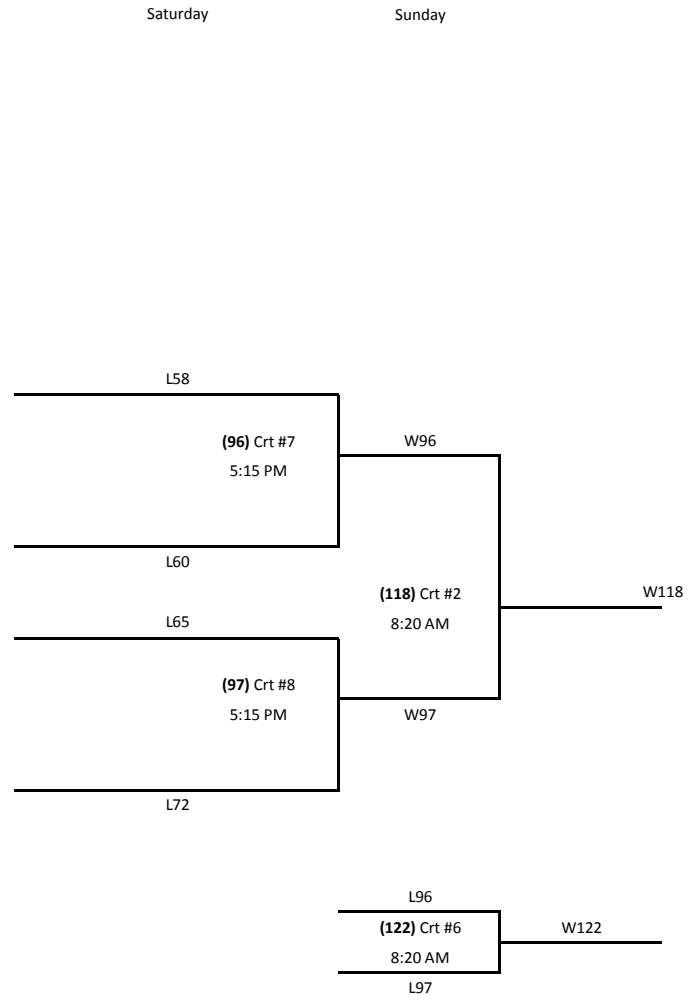 Saturday
Sunday
L58
(96) Crt #7
5:15 PM
W96
L60
(118) Crt #2
8:20 AM
W118
L65
(97) Crt #8
5:15 PM
W97
L72
L96
(122) Crt #6
8:20 AM
W122
L97